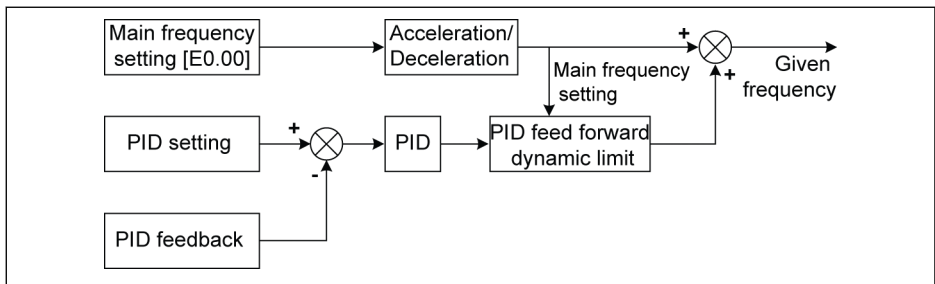 Main frequency
setting [E0.00]
Acceleration/
Deceleration
+
+
Given
frequency
Main frequency
setting
PID setting
+
-
PID
PID feed forward
dynamic limit
PID feedback